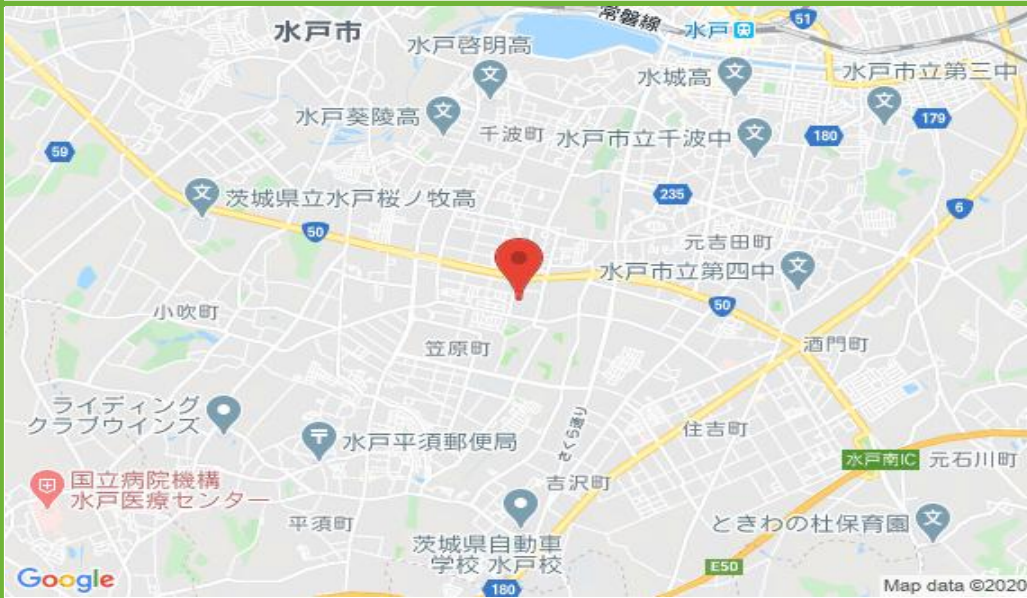 水戸市
常磐線
水戸
51
水戸啓明高
水城高
水戸市立第三中
水戸葵陵高
千波町
水戸市立千波中
180
179
59
茨城県立水戸桜ノ牧高
235
6
50
元吉田町
水戸市立第四中
50
小吹町
笠原町
酒門町
ライディング
クラブウインズ
さくら通り
住吉町
水戸平須郵便局
水戸南IC
元石川町
国立病院機構
水戸医療センター
吉沢町
平須町
ときわの杜保育園
茨城県自動車
学校 水戸校
E50
180
Google
Map data ©2020